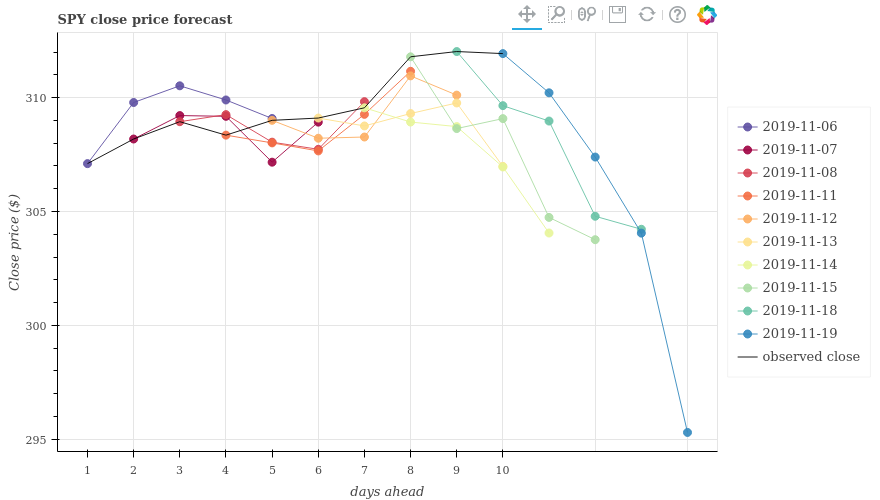 SPY close price forecast
310
305
300
295
Close price ($)
1 2 3 4 5 6 7 8 9 10
days ahead
2019-11-06
2019-11-07
2019-11-08
2019-11-11
2019-11-12
2019-11-13
2019-11-14
2019-11-15
2019-11-18
2019-11-19
observed close